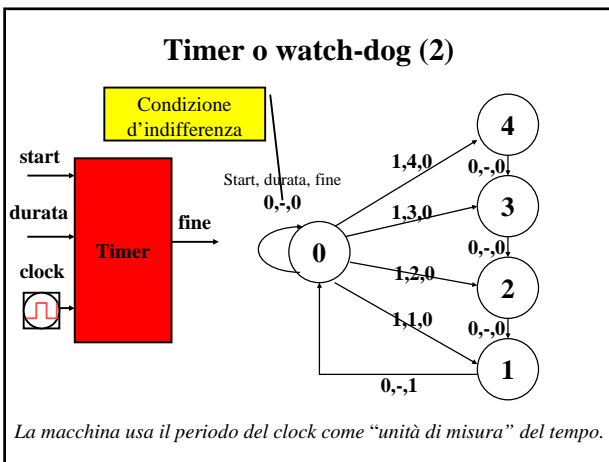 Timer o watch-dog (2)
Condizione
d'indifferenza
start
durata
clock
Timer
fine
Start, durata, fine
0,-,0
0
1,4,0
1,3,0
1,2,0
1,1,0
0,-,1
4
0,-,0
3
0,-,0
2
0,-,0
1
La macchina usa il periodo del clock come “unità di misura” del tempo.